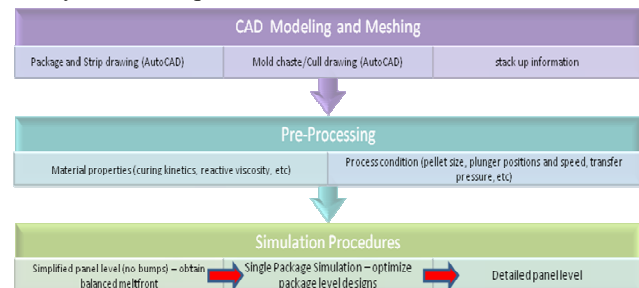 CAD Modeling and Meshing
Package and Strip drawing (AutoCAD)
Mold chaste/Cull drawing (AutoCAD)
stack up information
Pre-Processing
Material properties (curing kinetics, reactive viscosity, etc)
Process condition (pellet size, plunger positions and speed, transfer
pressure, etc)
Simulation Procedures
Simplified panel level (no bumps) – obtain
balanced meltfront
Single Package Simulation – optimize
package level designs
Detailed panel level